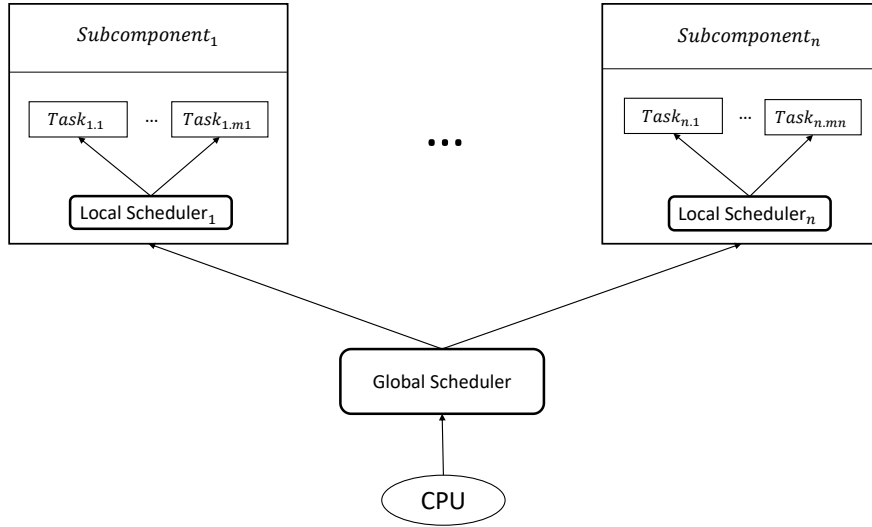 Subcomponent₁
Subcomponentₙ
Task₁.₁ ... Task₁.ₘ₁
...
Taskₙ.₁ ... Taskₙ.ₘₙ
Local Scheduler₁
Local Schedulerₙ
Global Scheduler
CPU